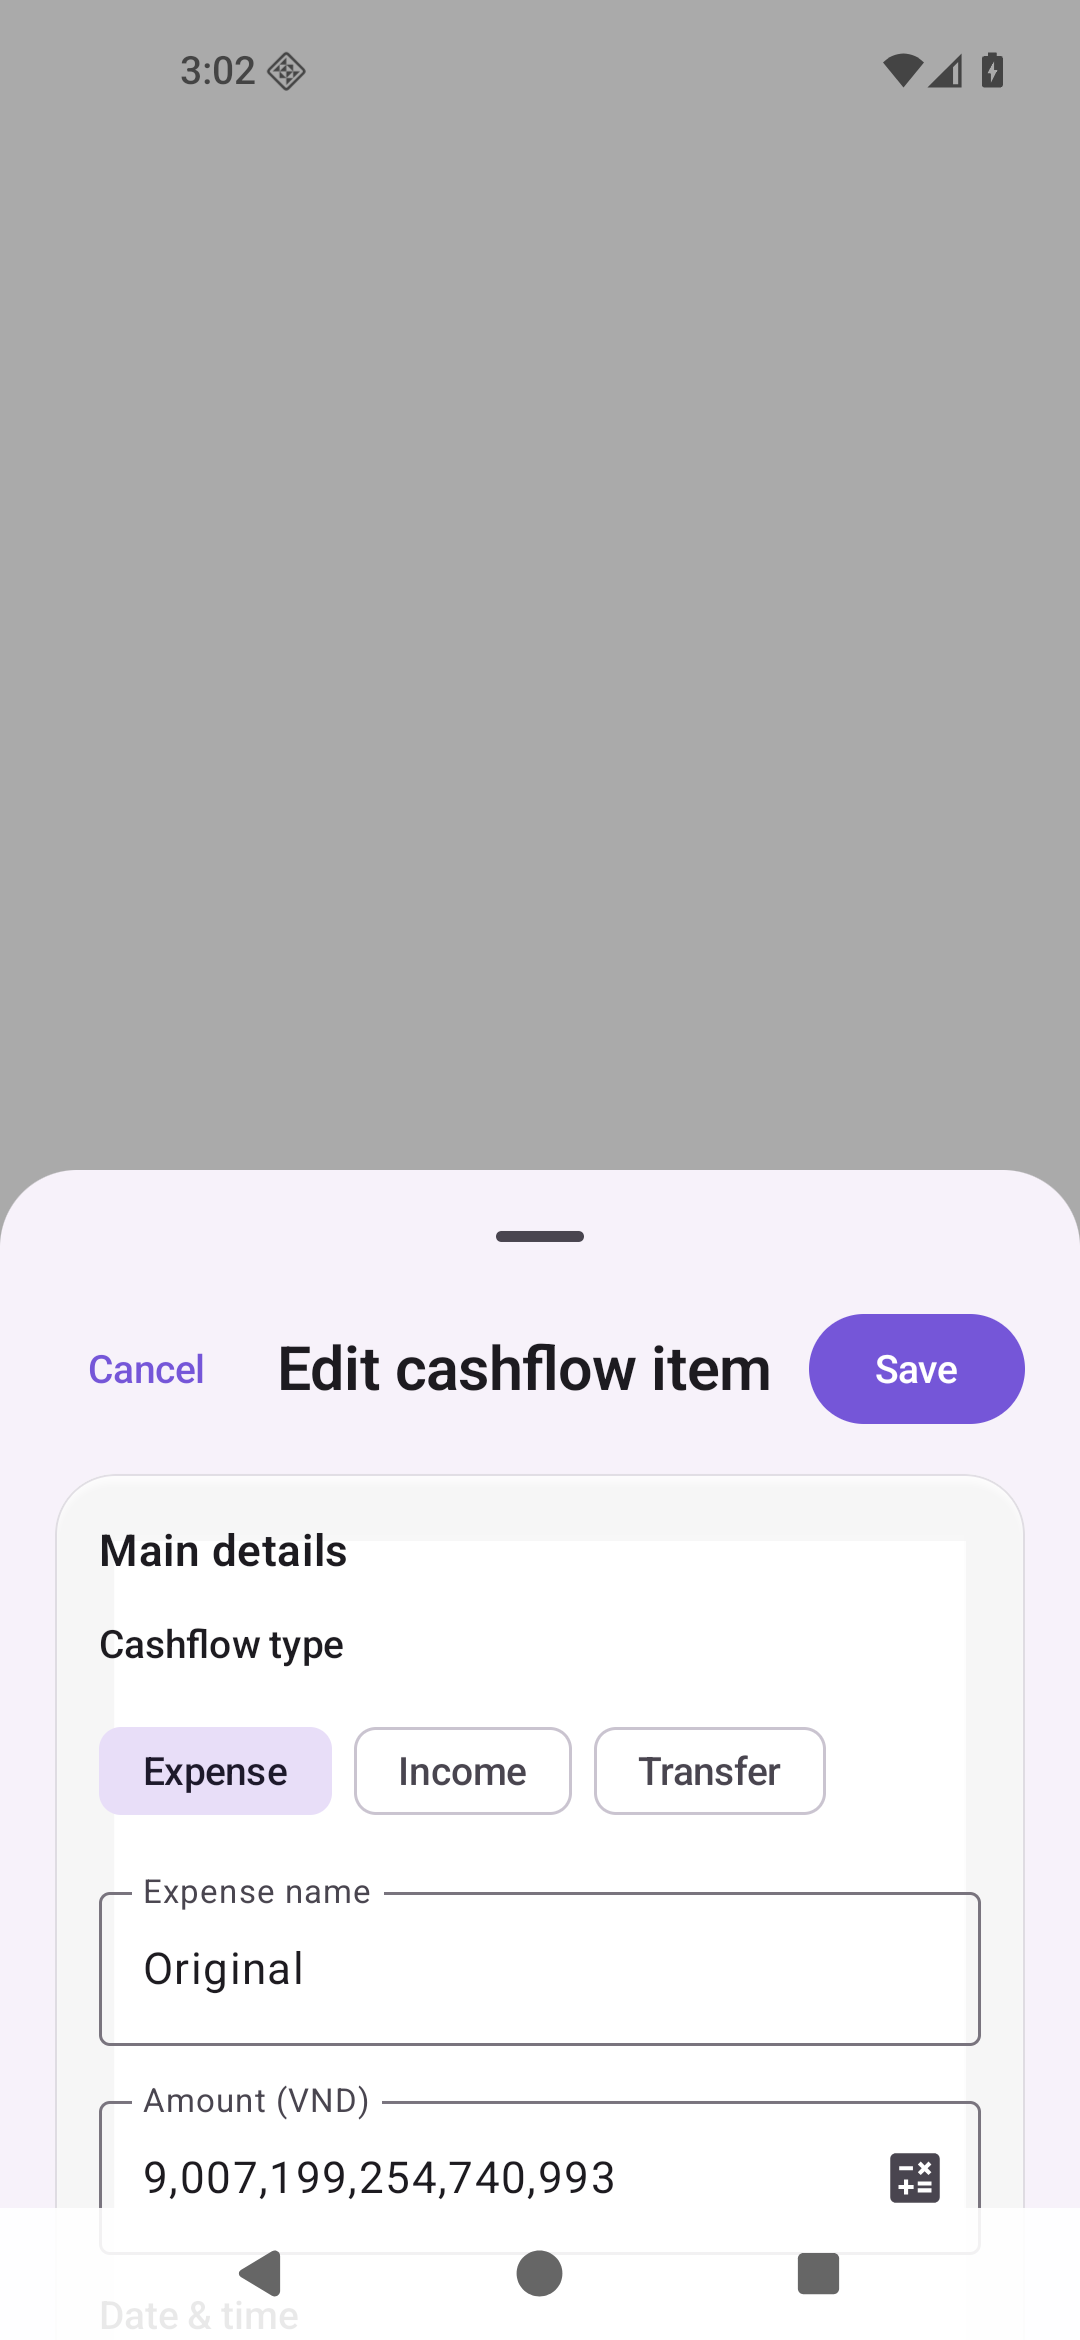 3:02
Cancel
Edit cashflow item
Save
Main details
Cashflow type
Expense
Income
Transfer
Expense name
Original
Amount (VND)
9,007,199,254,740,993
Date & time